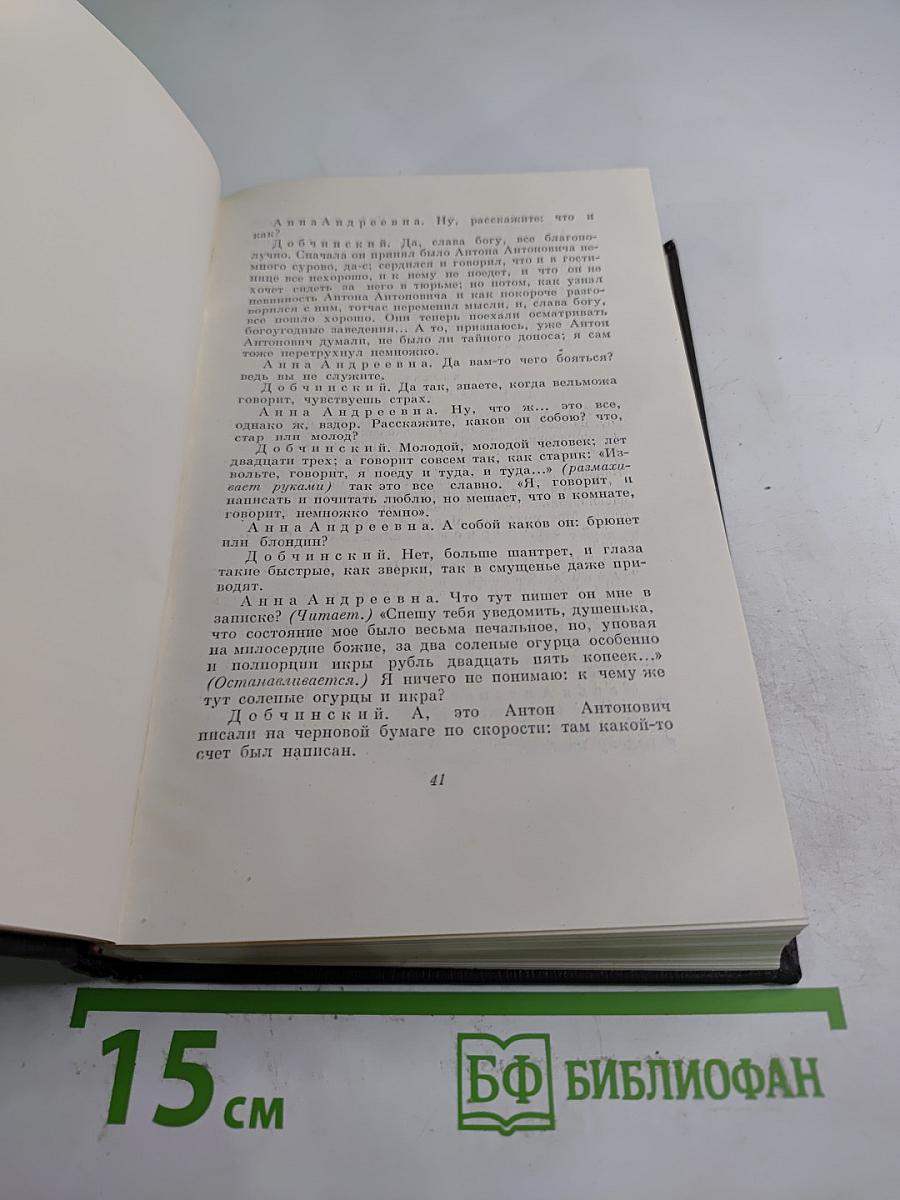 Анна Андреевна. Ну, расскажите: что и
как?
Добчинский. Да, слава богу, все благопо-
лучно. Сначала он принял было Антона Антоновича не-
много сурово, да-с; сердился и говорил, что и в гости-
нице все нехорошо, и к нему не поедет, и что он не
хочет сидеть за него в тюрьме; но потом, как узнал
невинность Антона Антоновича и как покороче разго-
ворился с ним, тотчас переменил мысли, и, слава богу,
все пошло хорошо. Они теперь поехали осматривать
богоугодные заведения... А то, признаюсь, уже Антон
Антонович думали, не было ли тайного доноса; я сам
тоже перетрухнул немножко.
Анна Андреевна. Да вам-то чего бояться?
ведь вы не служите.
Добчинский. Да так, знаете, когда вельможа
говорит, чувствуешь страх.
Анна Андреевна. Ну, что ж... это все,
однако ж, вздор. Расскажите, каков он собою? что,
стар или молод?
Добчинский. Молодой, молодой человек; лет
двадцати трех; а говорит совсем так, как старик: «Из-
вольте, говорит, я поеду и туда, и туда...» (размахи-
вает руками) так это все славно. «Я, говорит, и
написать и почитать люблю, но мешает, что в комнате,
говорит, немножко темно».
Анна Андреевна. А собой каков он: брюнет
или блондин?
Добчинский. Нет, больше шантрет, и глаза
такие быстрые, как зверки, так в смущенье даже при-
водят.
Анна Андреевна. Что тут пишет он мне в
записке? (Читает.) «Спешу тебя уведомить, душенька,
что состояние мое было весьма печальное, но, уповая
на милосердие божие, за два соленые огурца особенно
и полпорции икры рубль двадцать пять копеек...»
(Останавливается.) Я ничего не понимаю: к чему же
тут соленые огурцы и икра?
Добчинский. А, это Антон Антонович
писали на черновой бумаге по скорости: там какой-то
счет был написан.
41
15 см
БФ БИБЛИОФАН